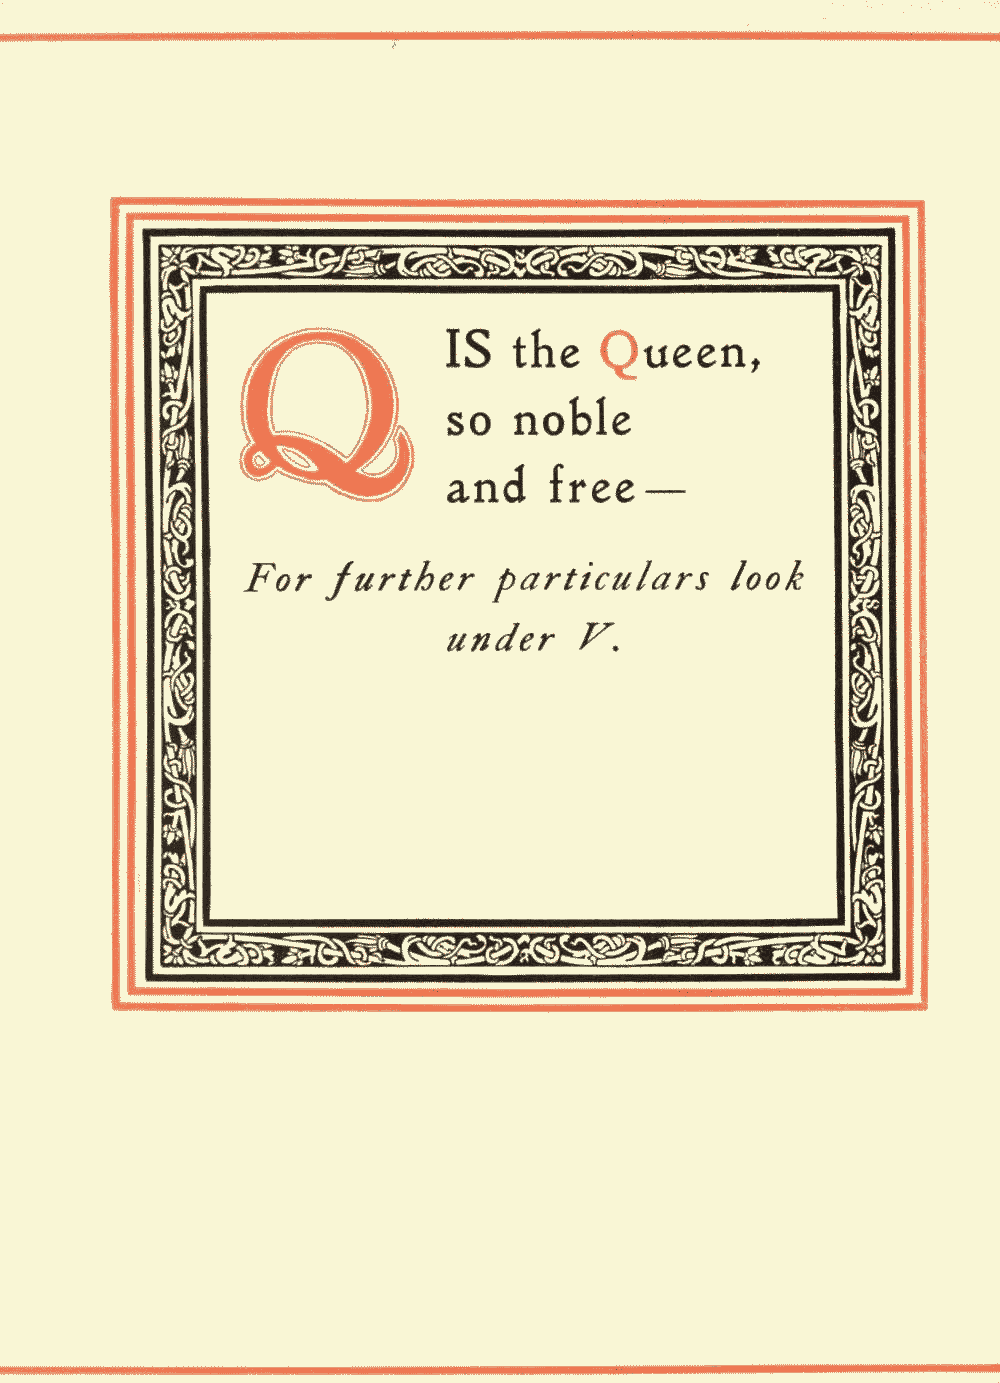 Q IS the Queen,
so noble
and free—
For further particulars look
under V.